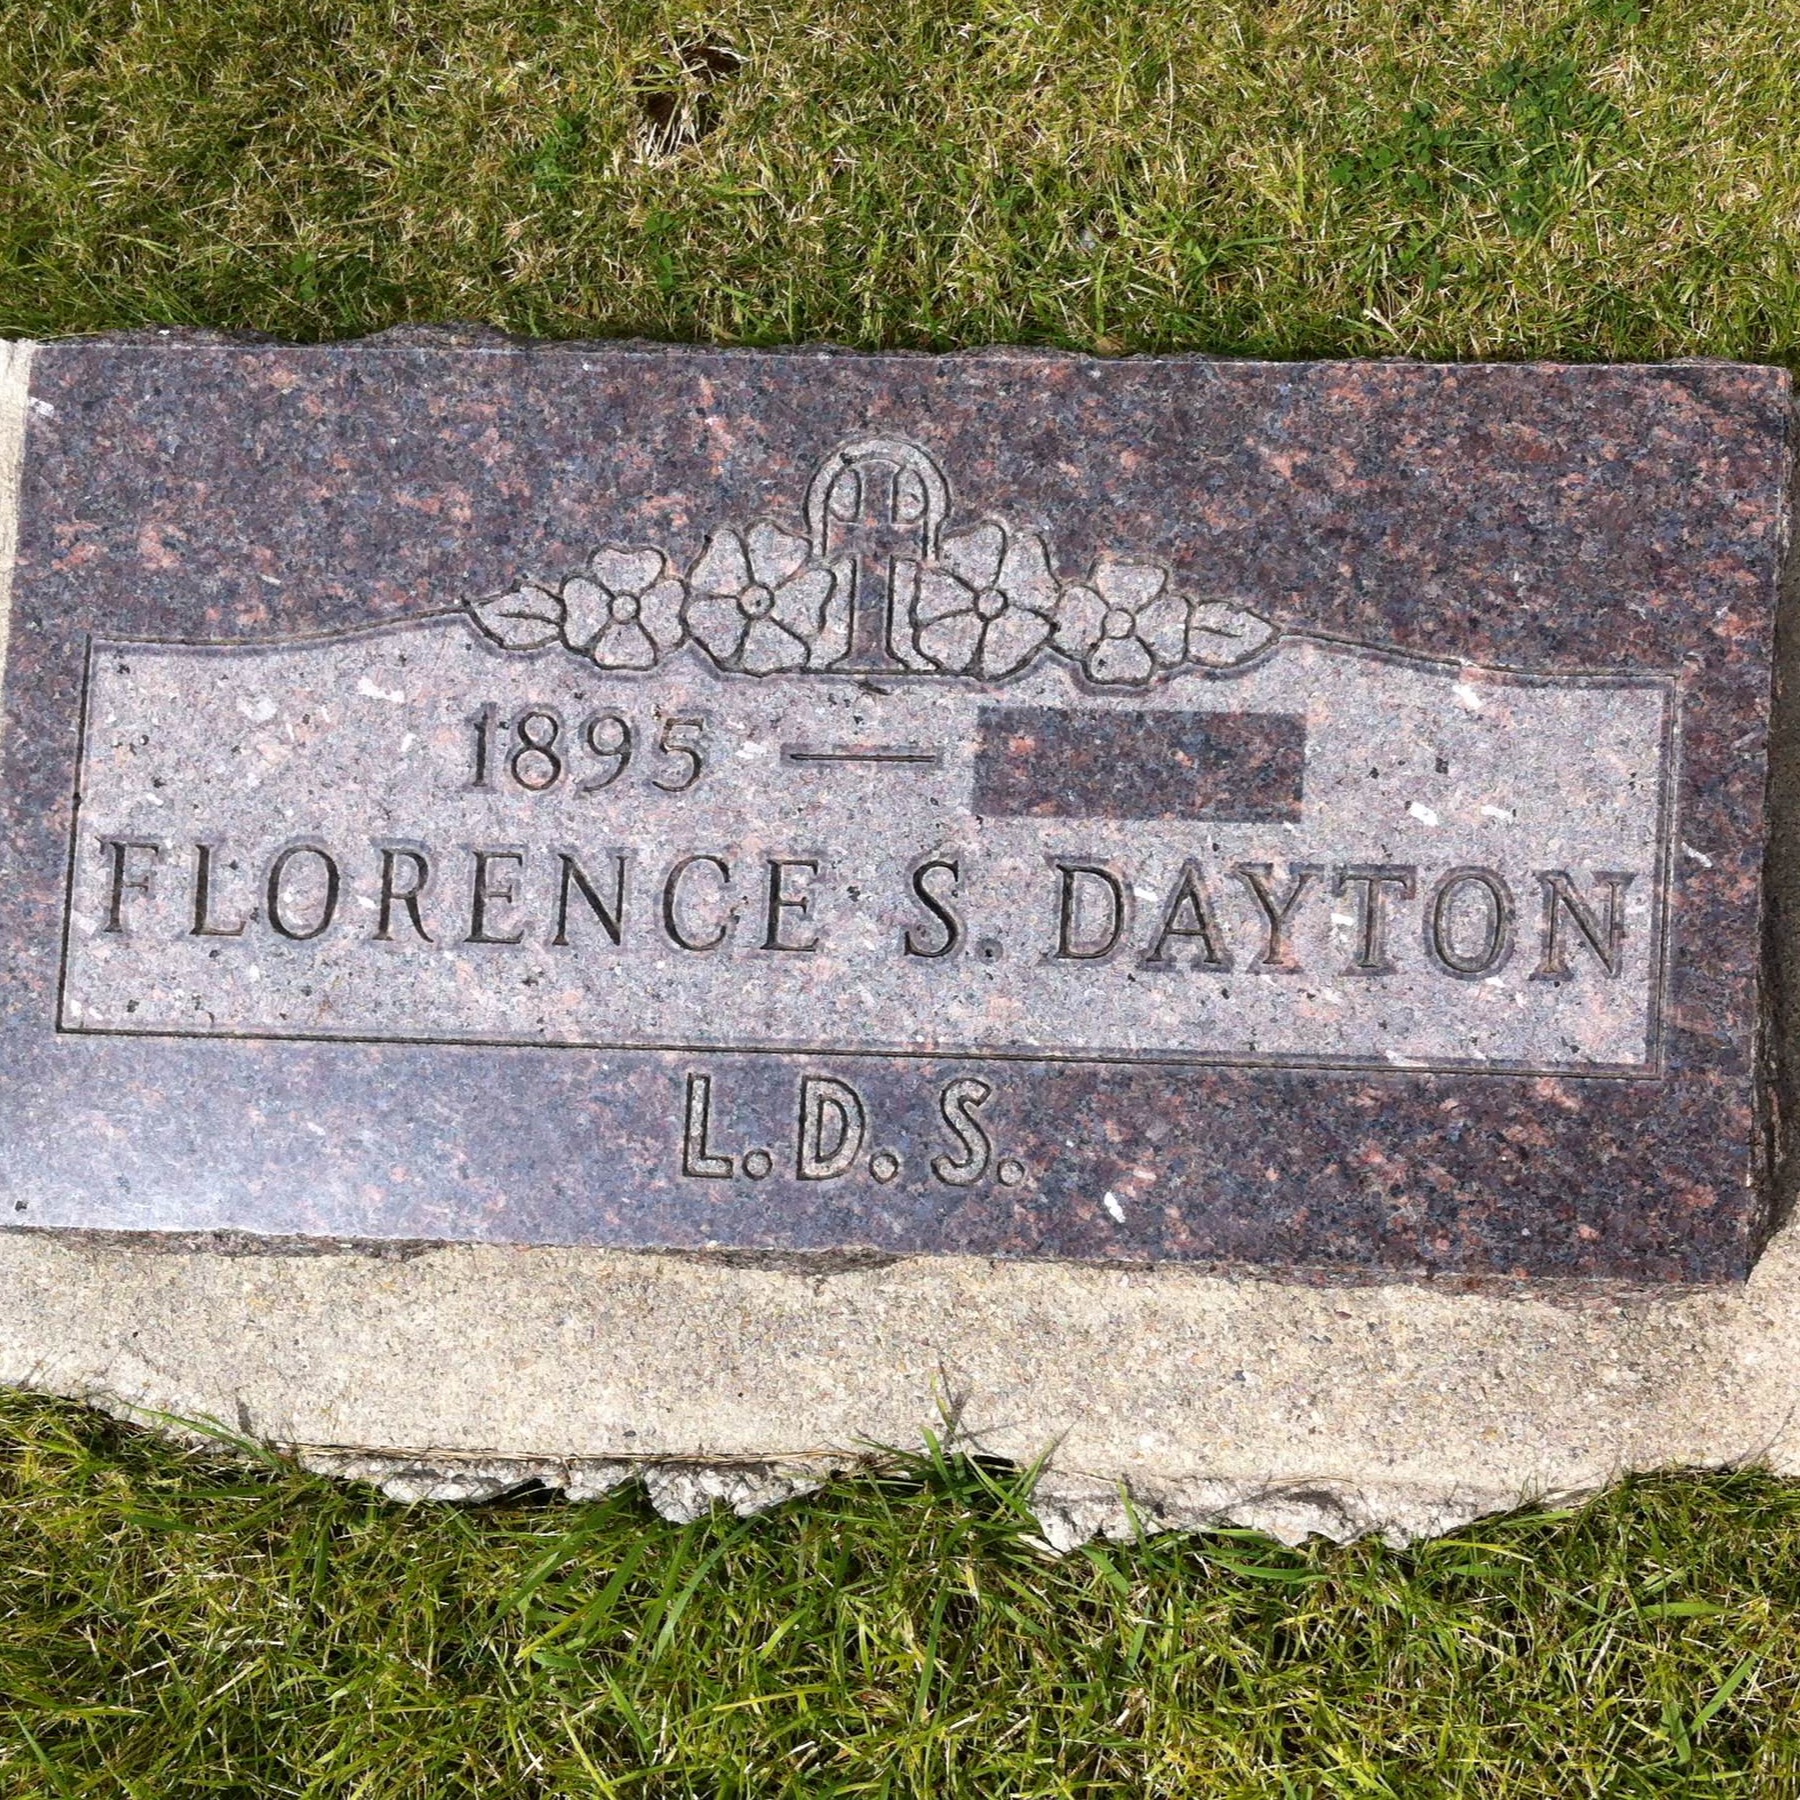 1895 —
FLORENCE S. DAYTON
L.D.S.